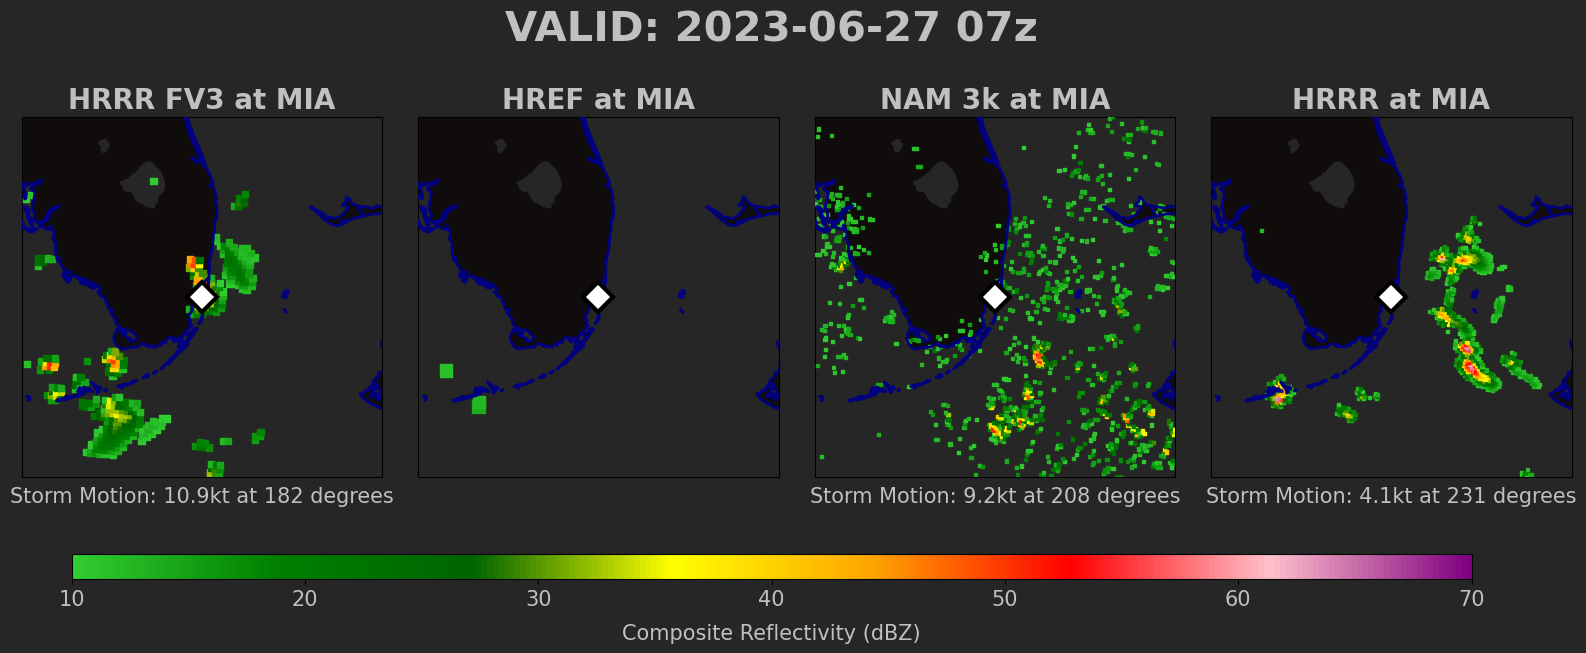 VALID: 2023-06-27 07z
HRRR FV3 at MIA
HREF at MIA
NAM 3k at MIA
HRRR at MIA
Storm Motion: 10.9kt at 182 degrees
Storm Motion: 9.2kt at 208 degrees
Storm Motion: 4.1kt at 231 degrees
10 20 30 40 50 60 70
Composite Reflectivity (dBZ)